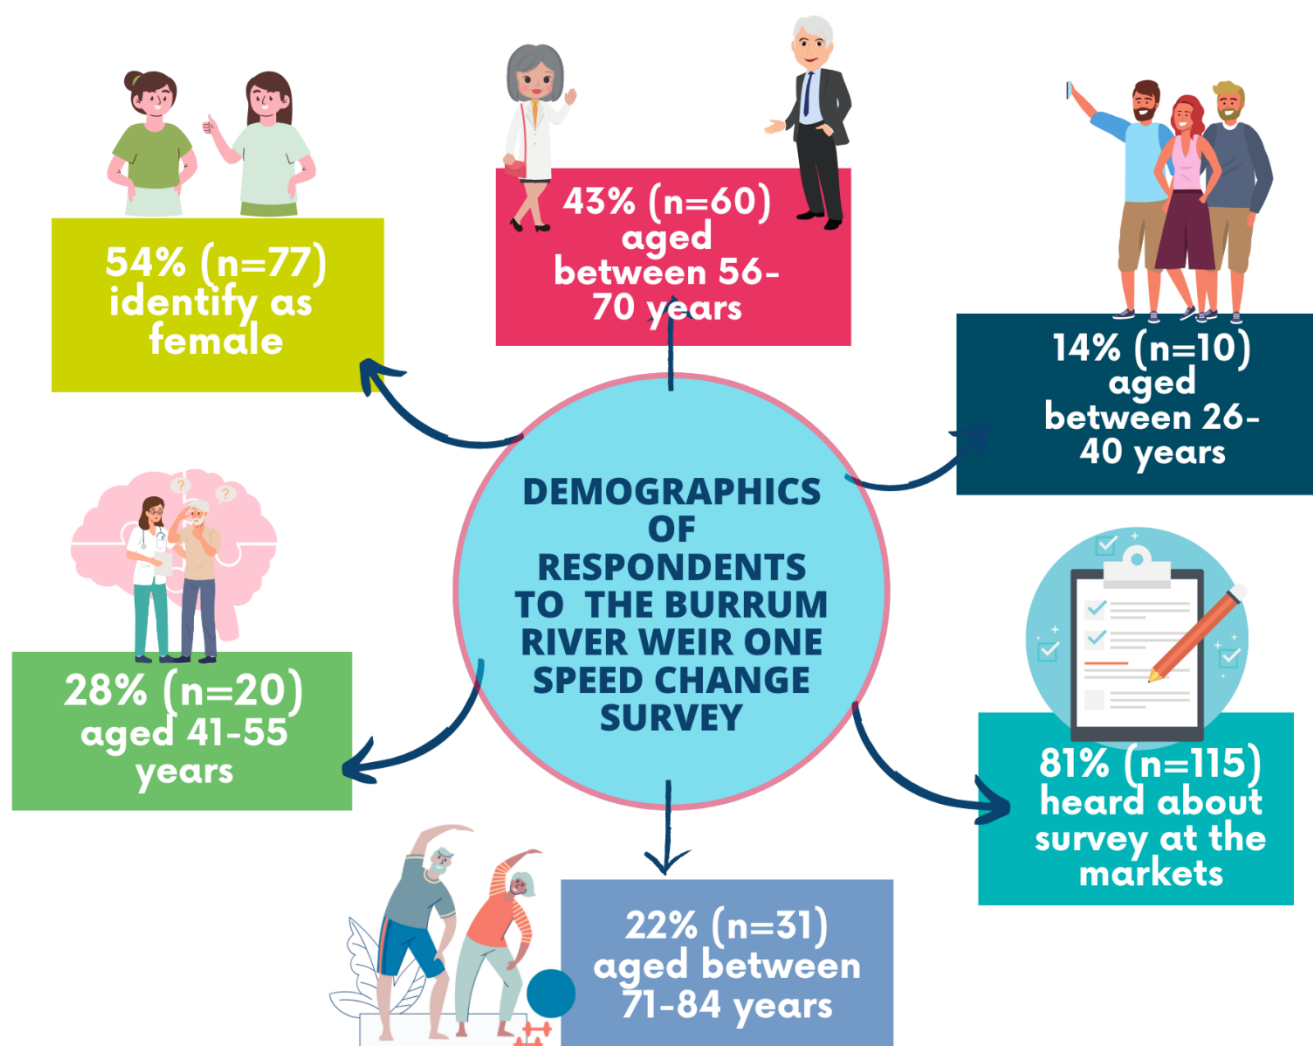 54% (n=77)
identify as
female
43% (n=60)
aged
between 56-
70 years
14% (n=10)
aged
between 26-
40 years
DEMOGRAPHICS
OF
RESPONDENTS
TO THE BURRUM
RIVER WEIR ONE
SPEED CHANGE
SURVEY
28% (n=20)
aged 41-55
years
81% (n=115)
heard about
survey at the
markets
22% (n=31)
aged between
71-84 years
? ?